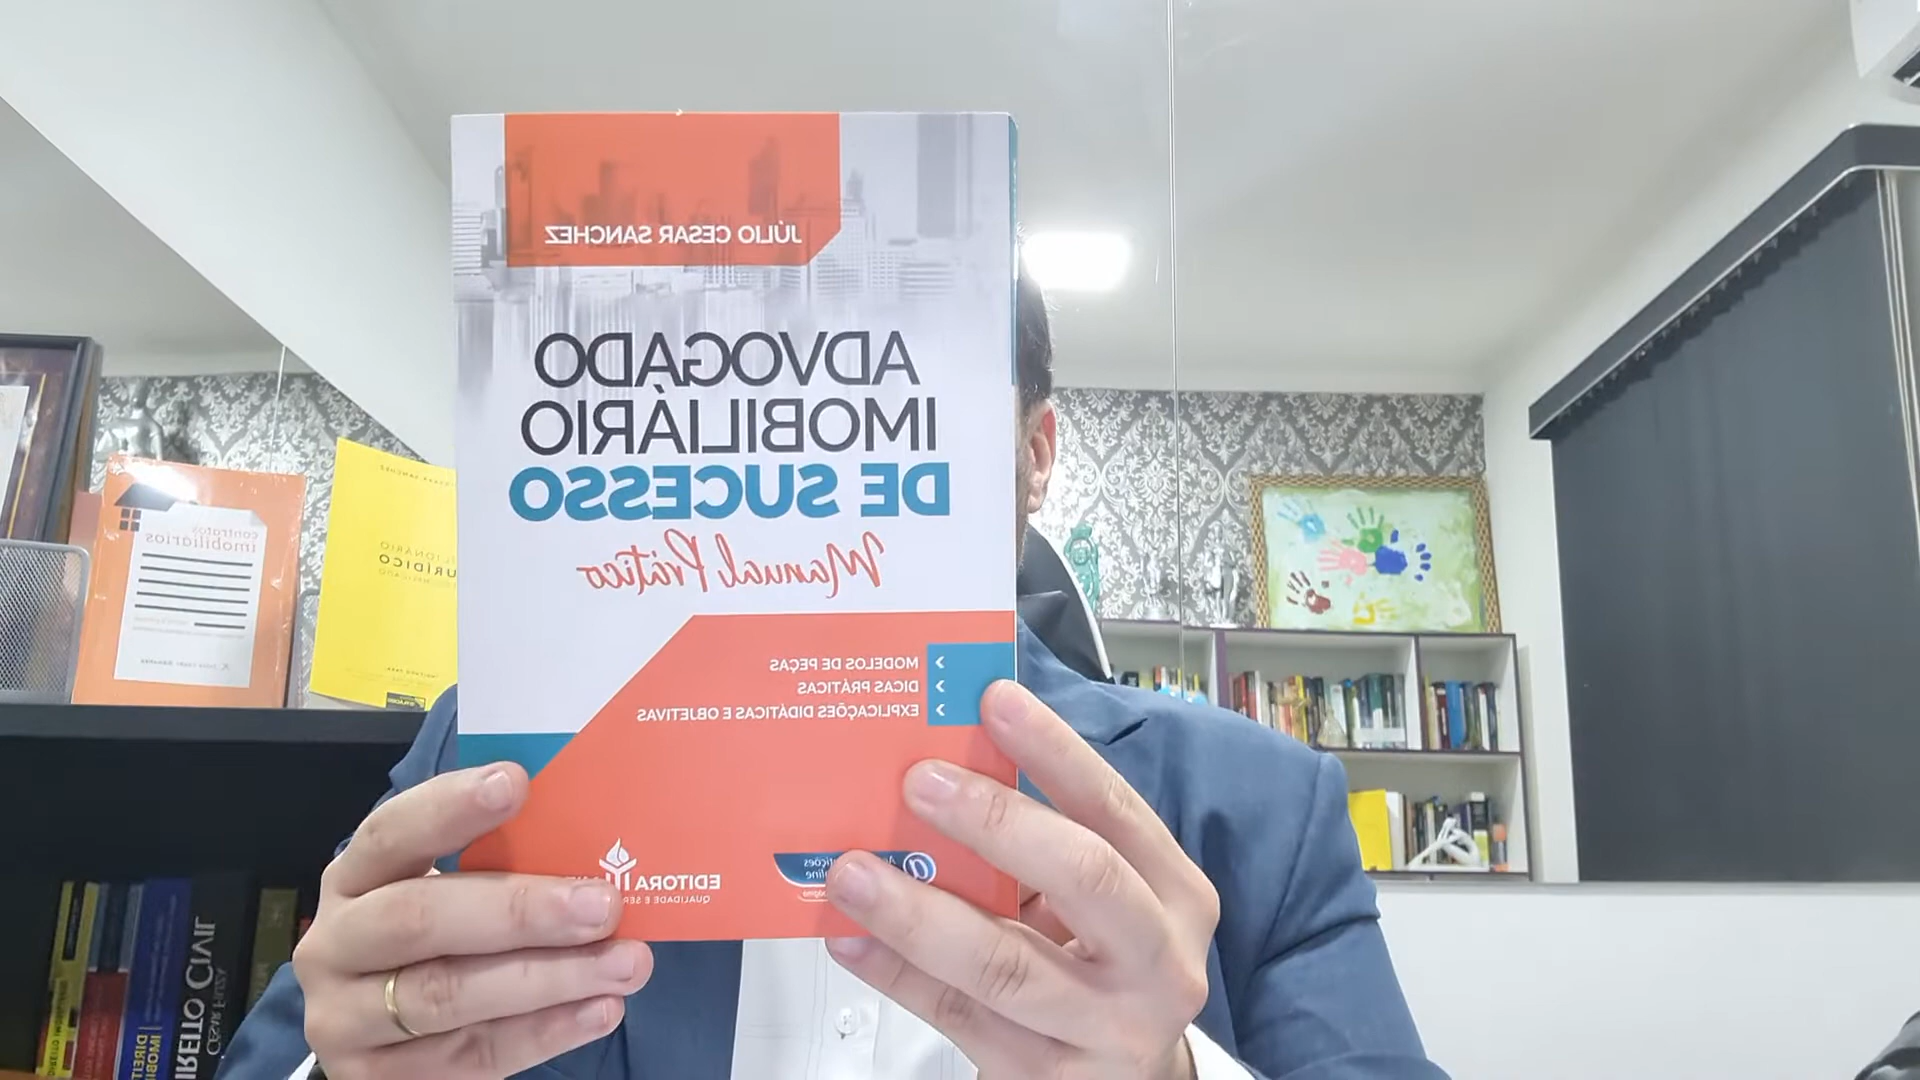 JÚLIO CESAR SANCHEZ
ADVOGADO
IMOBILIÁRIO
DE SUCESSO
Manual Prático
MODELOS DE PEÇAS
DICAS PRÁTICAS
EXPLICAÇÕES DIDÁTICAS E OBJETIVAS
EDITORA
QUALIDADE E
contratos
imobiliários
JURÍDICO
DIREITO CIVIL